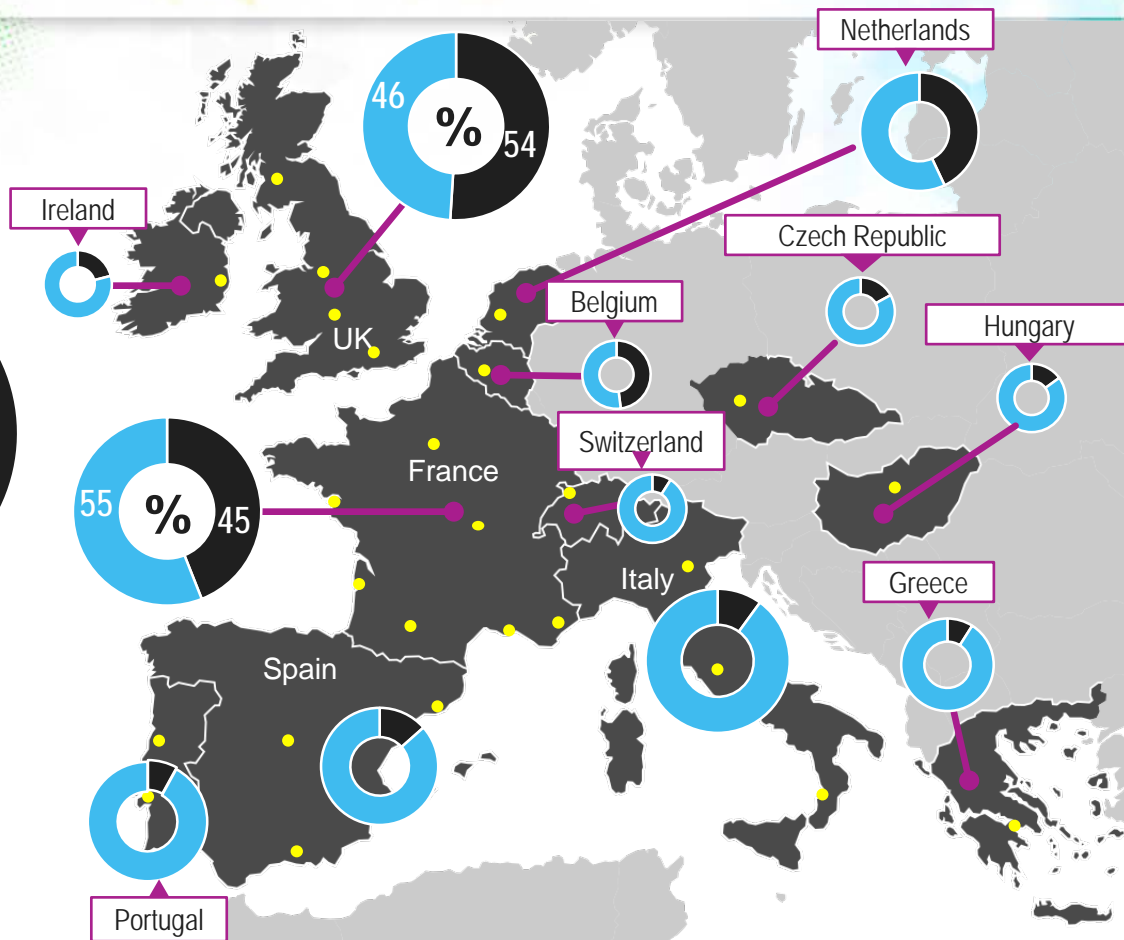 Netherlands
46
%
54
Ireland
Czech Republic
Belgium
Hungary
UK
Switzerland
France
55
%
45
Italy
Greece
Spain
Portugal